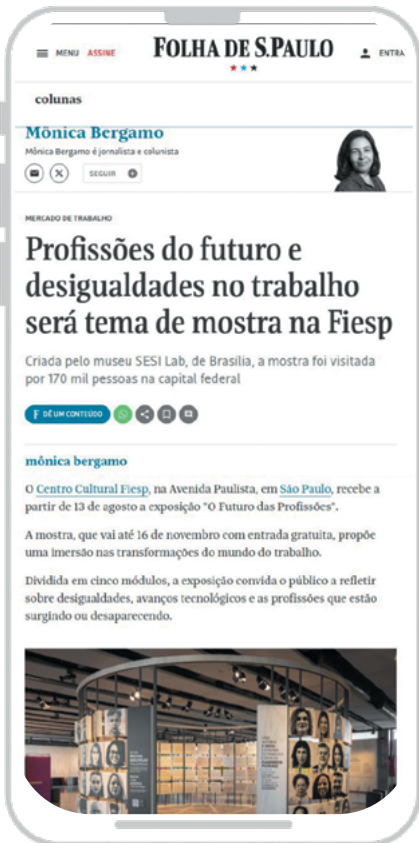 MENU ASSINE FOLHA DE S.PAULO ENTRA
colunas
Mônica Bergamo
Mônica Bergamo é jornalista e colunista
SEGUIR
MERCADO DE TRABALHO
Profissões do futuro e
desigualdades no trabalho
será tema de mostra na Fiesp
Criada pelo museu SESI Lab, de Brasília, a mostra foi visitada
por 170 mil pessoas na capital federal
F DÊ UM CONTEÚDO
mônica bergamo
O Centro Cultural Fiesp, na Avenida Paulista, em São Paulo, recebe a
partir de 13 de agosto a exposição "O Futuro das Profissões".
A mostra, que vai até 16 de novembro com entrada gratuita, propõe
uma imersão nas transformações do mundo do trabalho.
Dividida em cinco módulos, a exposição convida o público a refletir
sobre desigualdades, avanços tecnológicos e as profissões que estão
surgindo ou desaparecendo.